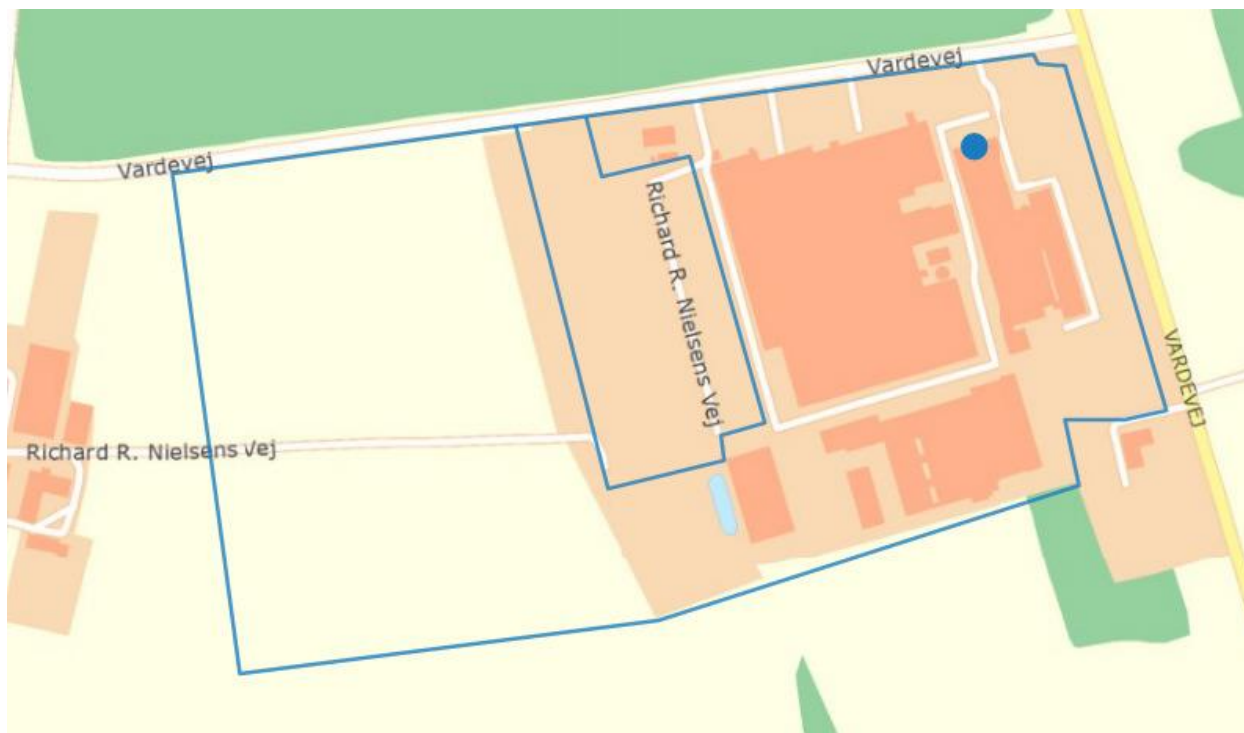 Vardevej
Vardevej
Richard R. Nielsens Vej
VARDEVEJ
Richard R. Nielsens Vej